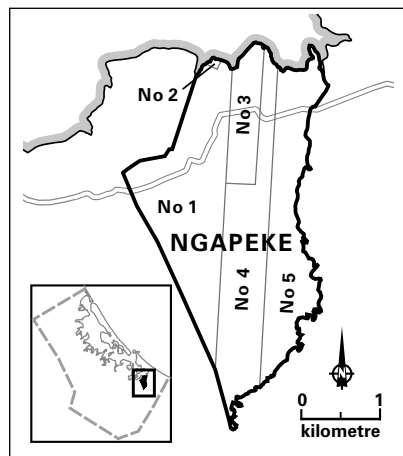 No 2
No 3
No 1
NGAPEKE
No 4
No 5
N
0 1
kilometre